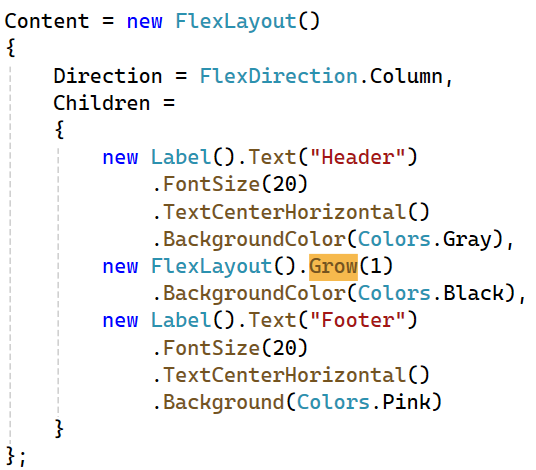 Content = new FlexLayout()
{
    Direction = FlexDirection.Column,
    Children =
    {
        new Label().Text("Header")
            .FontSize(20)
            .TextCenterHorizontal()
            .BackgroundColor(Colors.Gray),
        new FlexLayout().Grow(1)
            .BackgroundColor(Colors.Black),
        new Label().Text("Footer")
            .FontSize(20)
            .TextCenterHorizontal()
            .Background(Colors.Pink)
    }
};